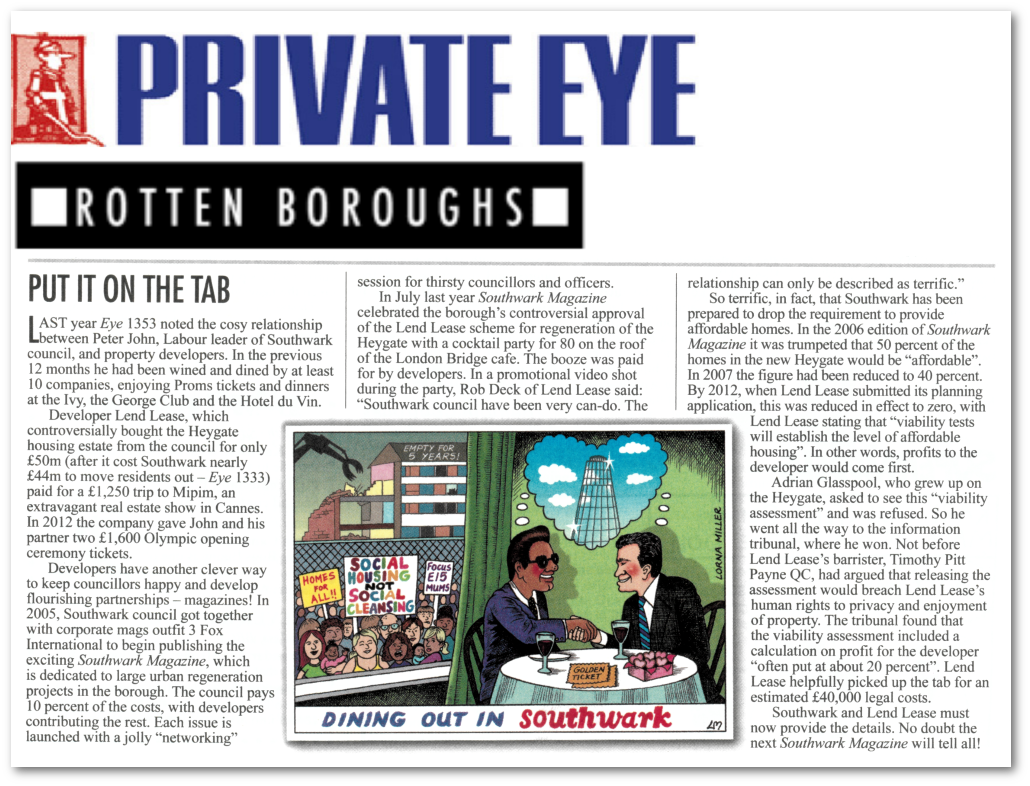 PRIVATE EYE
ROTTEN BOROUGHS
PUT IT ON THE TAB
LAST year Eye 1353 noted the cosy relationship
between Peter John, Labour leader of Southwark
council, and property developers. In the previous
12 months he had been wined and dined by at least
10 companies, enjoying Proms tickets and dinners
at the Ivy, the George Club and the Hotel du Vin.
Developer Lend Lease, which
controversially bought the Heygate
housing estate from the council for only
£50m (after it cost Southwark nearly
£44m to move residents out – Eye 1333)
paid for a £1,250 trip to Mipim, an
extravagant real estate show in Cannes.
In 2012 the company gave John and his
partner two £1,600 Olympic opening
ceremony tickets.
Developers have another clever way
to keep councillors happy and develop
flourishing partnerships – magazines! In
2005, Southwark council got together
with corporate mags outfit 3 Fox
International to begin publishing the
exciting Southwark Magazine, which
is dedicated to large urban regeneration
projects in the borough. The council pays
10 percent of the costs, with developers
contributing the rest. Each issue is
launched with a jolly “networking”
session for thirsty councillors and officers.
In July last year Southwark Magazine
celebrated the borough's controversial approval
of the Lend Lease scheme for regeneration of the
Heygate with a cocktail party for 80 on the roof
of the London Bridge cafe. The booze was paid
for by developers. In a promotional video shot
during the party, Rob Deck of Lend Lease said:
“Southwark council have been very can-do. The
relationship can only be described as terrific.”
So terrific, in fact, that Southwark has been
prepared to drop the requirement to provide
affordable homes. In the 2006 edition of Southwark
Magazine it was trumpeted that 50 percent of the
homes in the new Heygate would be “affordable”.
In 2007 the figure had been reduced to 40 percent.
By 2012, when Lend Lease submitted its planning
application, this was reduced in effect to zero, with
Lend Lease stating that “viability tests
will establish the level of affordable
housing”. In other words, profits to the
developer would come first.
Adrian Glasspool, who grew up on
the Heygate, asked to see this “viability
assessment” and was refused. So he
went all the way to the information
tribunal, where he won. Not before
Lend Lease's barrister, Timothy Pitt
Payne QC, had argued that releasing the
assessment would breach Lend Lease's
human rights to privacy and enjoyment
of property. The tribunal found that
the viability assessment included a
calculation on profit for the developer
“often put at about 20 percent”. Lend
Lease helpfully picked up the tab for an
estimated £40,000 legal costs.
Southwark and Lend Lease must
now provide the details. No doubt the
next Southwark Magazine will tell all!
EMPTY FOR
5 YEARS!
HOMES
FOR
ALL!!
SOCIAL
HOUSING
NOT
SOCIAL
CLEANSING
FOCUS
E15
MUMS
LORNA MILLER
GOLDEN
TICKET
DINING OUT IN Southwark
LM